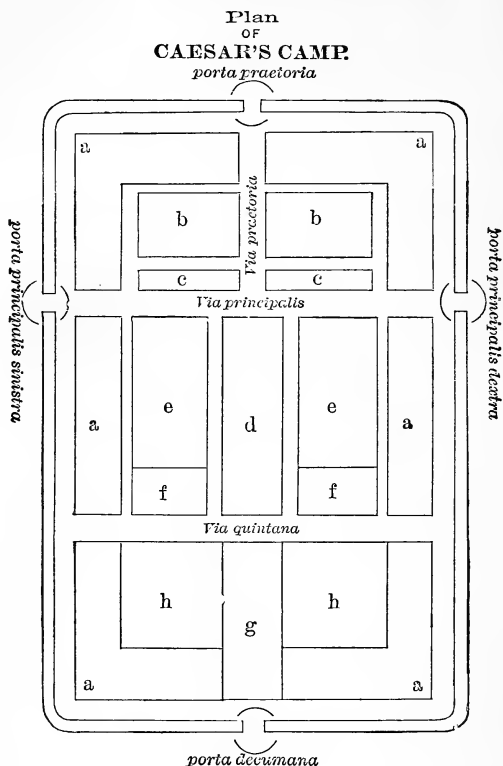 Plan
OF
CAESAR'S CAMP.
porta praetoria
a
a
Via praetoria
b
b
c
c
porta principalis sinistra
porta principalis dextra
Via principalis
a
e
d
e
a
f
f
Via quintana
h
h
g
a
a
porta decumana